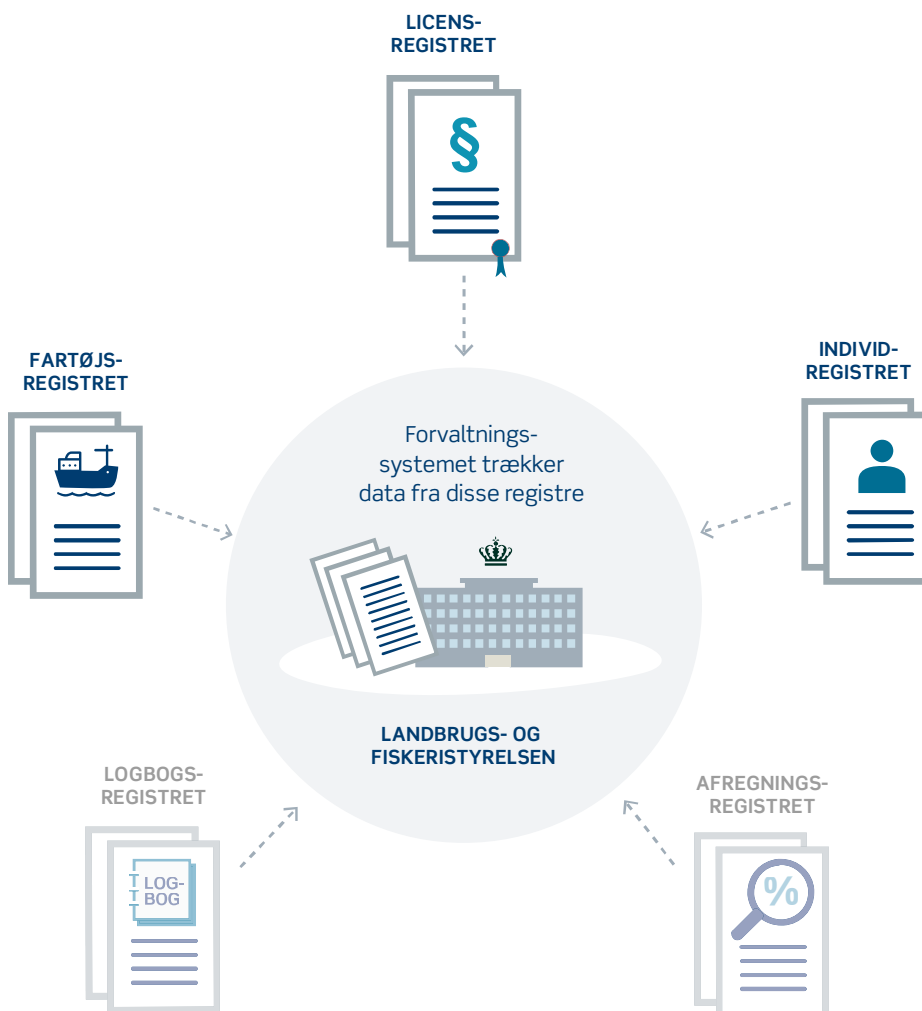 LICENS-
REGISTRET
§
FARTØJS-
REGISTRET
INDIVID-
REGISTRET
Forvaltnings-
systemet trækker
data fra disse registre
LANDBRUGS- OG
FISKERISTYRELSEN
LOGBOGS-
REGISTRET
LOG-
BOG
AFREGNINGS-
REGISTRET
%